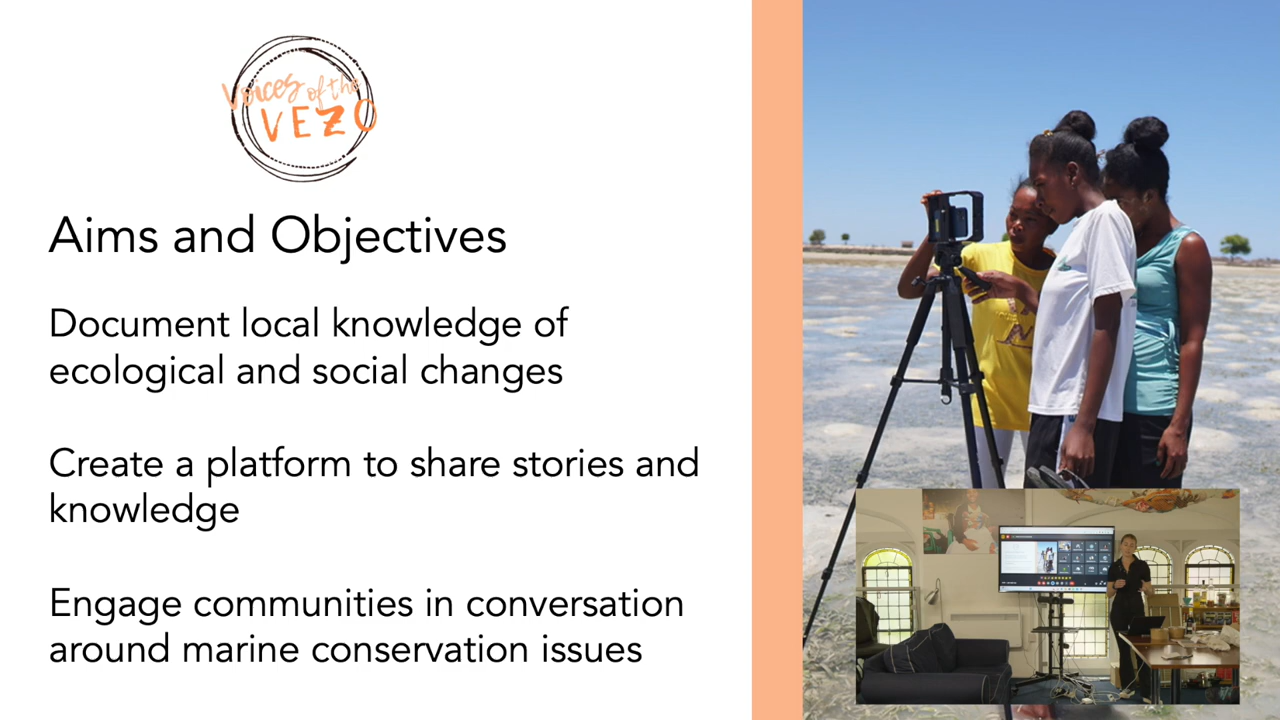 Voices of the
VEZO
Aims and Objectives
Document local knowledge of
ecological and social changes
Create a platform to share stories and
knowledge
Engage communities in conversation
around marine conservation issues